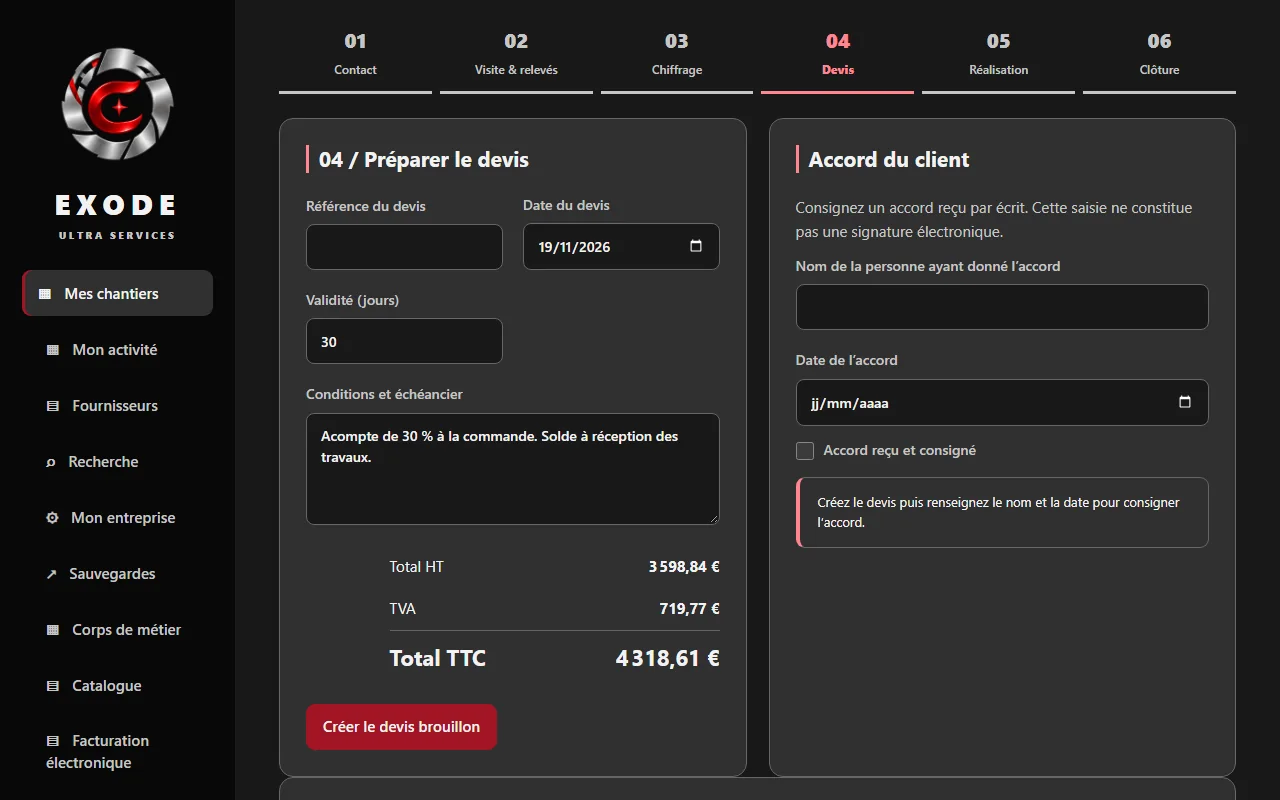 EXODE
ULTRA SERVICES
Mes chantiers
Mon activité
Fournisseurs
Recherche
Mon entreprise
Sauvegardes
Corps de métier
Catalogue
Facturation
électronique
01
Contact
02
Visite & relevés
03
Chiffrage
04
Devis
05
Réalisation
06
Clôture
04 / Préparer le devis
Référence du devis
Date du devis
19/11/2026
Validité (jours)
30
Conditions et échéancier
Acompte de 30 % à la commande. Solde à réception des
travaux.
Total HT 3 598,84 €
TVA 719,77 €
Total TTC 4 318,61 €
Créer le devis brouillon
Accord du client
Consignez un accord reçu par écrit. Cette saisie ne constitue
pas une signature électronique.
Nom de la personne ayant donné l’accord
Date de l’accord
jj/mm/aaaa
Accord reçu et consigné
Créez le devis puis renseignez le nom et la date pour consigner
l’accord.